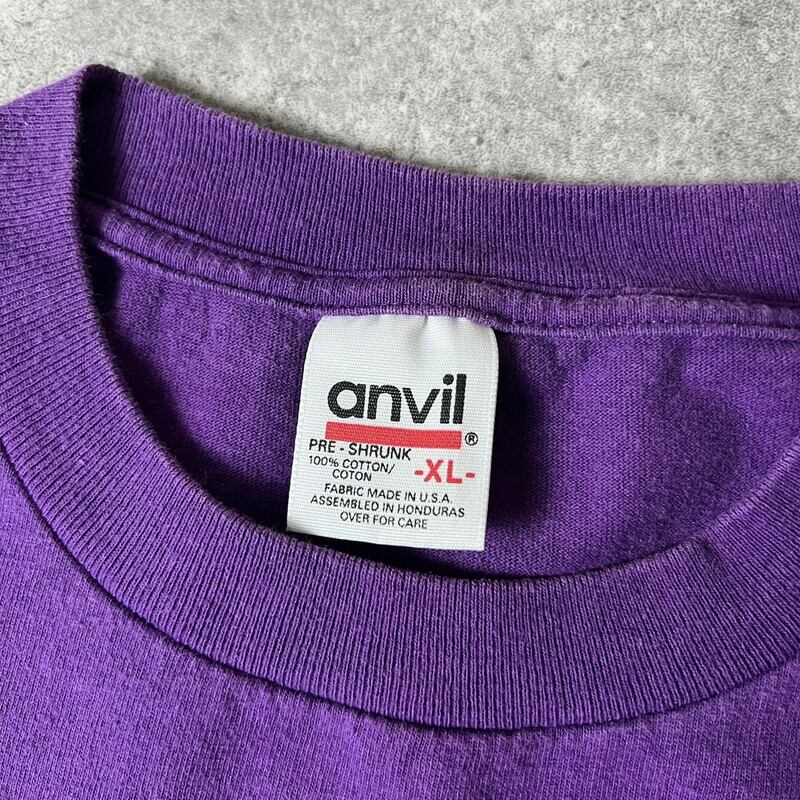 anvil®
PRE - SHRUNK
100% COTTON/
COTON
-XL-
FABRIC MADE IN U.S.A.
ASSEMBLED IN HONDURAS
OVER FOR CARE